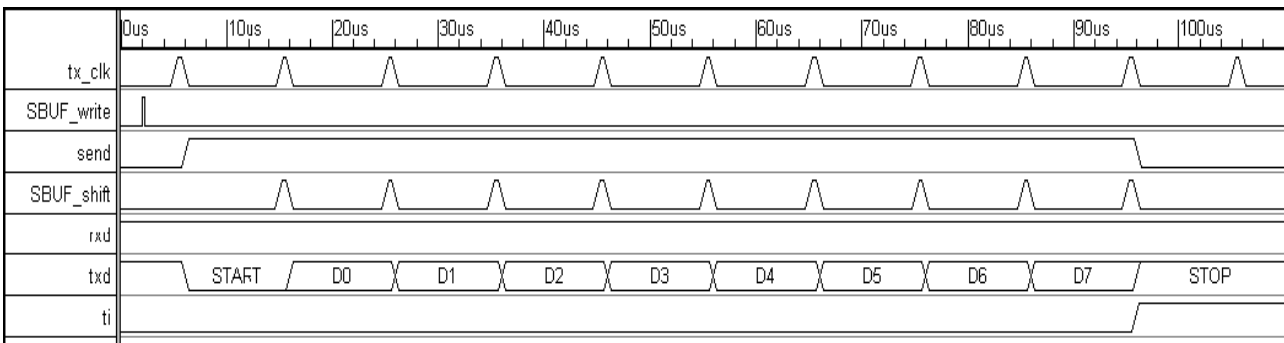 0us 10us 20us 30us 40us 50us 60us 70us 80us 90us 100us
tx_clk
SBUF_write
send
SBUF_shift
rxd
txd START D0 D1 D2 D3 D4 D5 D6 D7 STOP
ti